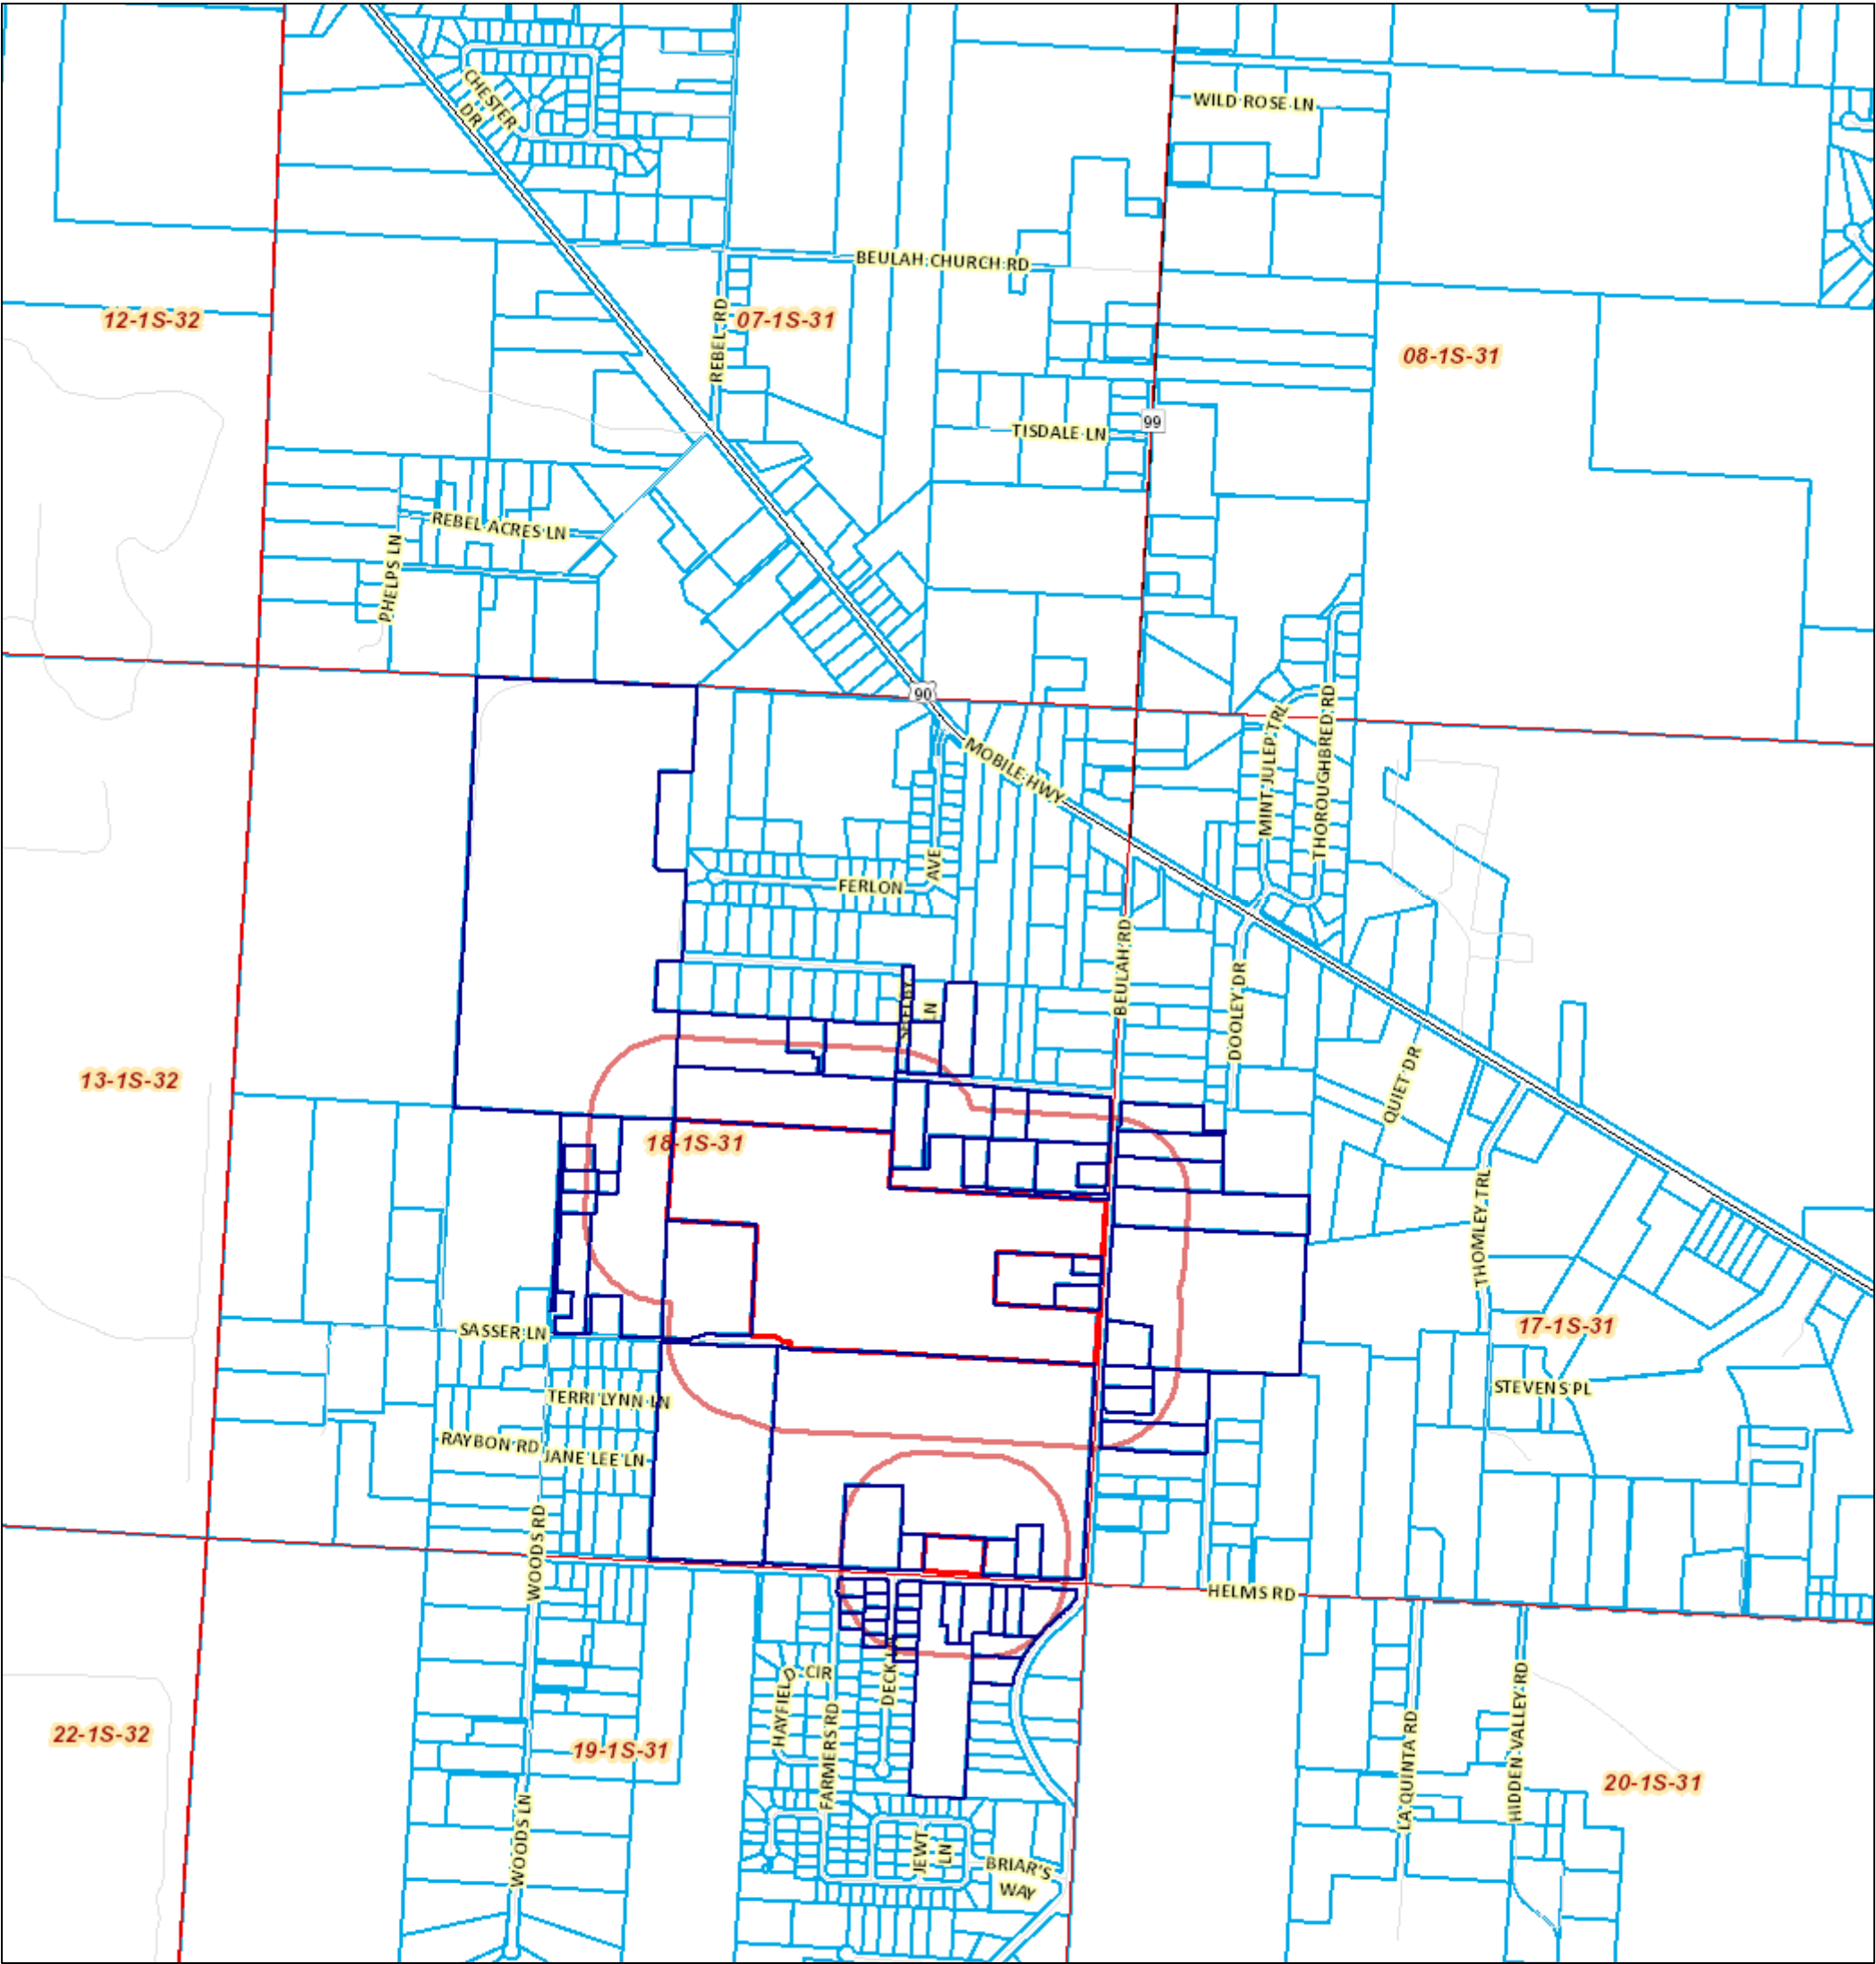 CHESTER
DR
WILD ROSE LN
BEULAH CHURCH RD
12-1S-32
REBEL RD
07-1S-31
08-1S-31
99
TISDALE LN
REBEL ACRES LN
PHELPS LN
90
MOBILE HWY
MINT JULEP TRL
THOROUGHBRED RD
FERLON
AVE
BEULAH RD
DOOLEY DR
LN
QUIET DR
13-1S-32
18-1S-31
THOMLEY TRL
SASSER LN
17-1S-31
TERRI LYNN LN
STEVENS PL
RAYBON RD
JANE LEE LN
WOODS RD
HELMS RD
HAYFIELD CIR
DECK
FARMERS RD
22-1S-32
19-1S-31
LA QUINTA RD
HIDDEN VALLEY RD
20-1S-31
WOODS LN
JEWT
LN
BRIAR'S
WAY